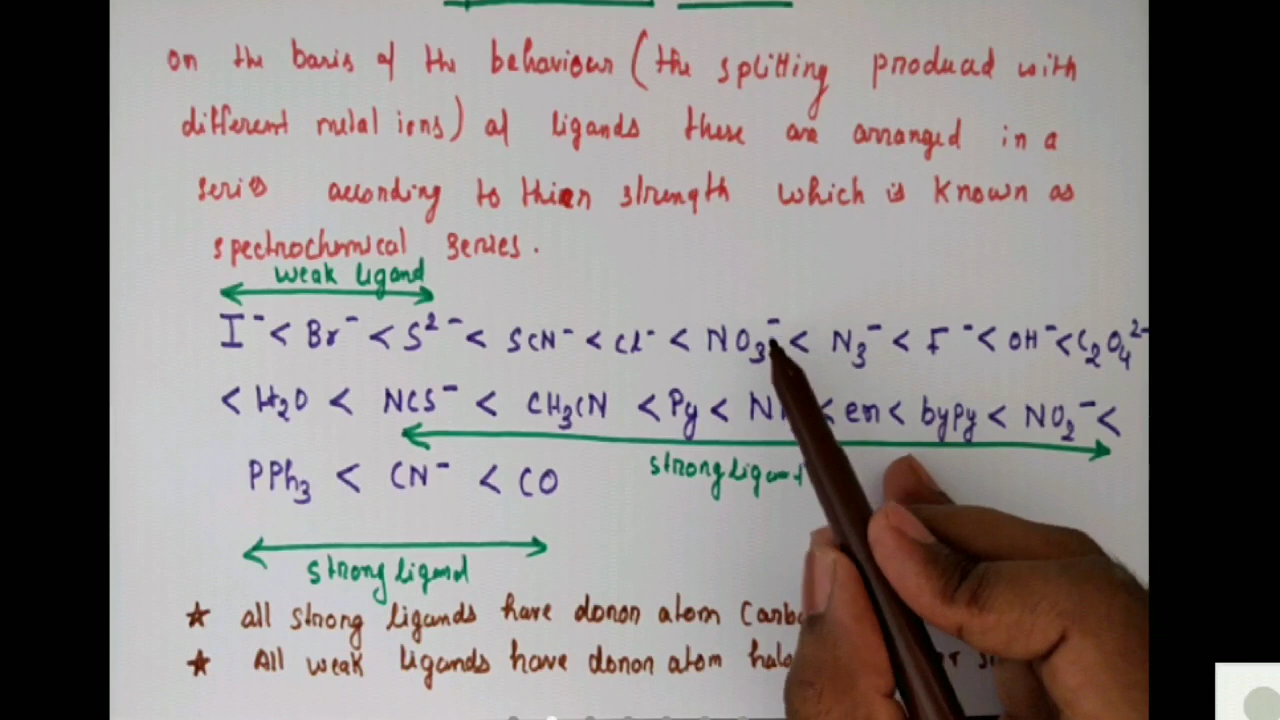 on the basis of the behaviour (the splitting produced with
different metal ions) of ligands these are arranged in a
series according to their strength which is known as
spectrochemical series.
weak ligand
I⁻ < Br⁻ < S²⁻ < SCN⁻ < Cl⁻ < NO₃⁻ < N₃⁻ < F⁻ < OH⁻ < C₂O₄²⁻
< H₂O < NCS⁻ < CH₃CN < Py < < en < bypy < NO₂⁻ <
strong ligand
PPh₃ < CN⁻ < CO
strong ligand
★ all strong ligands have donor atom
★ All weak ligands have donor atom